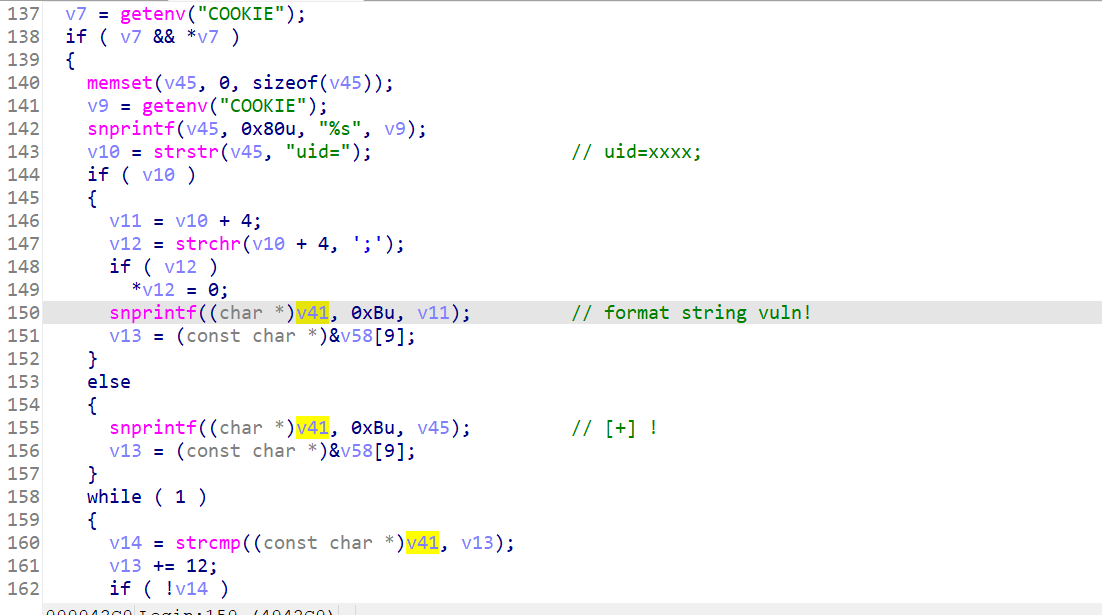 137 v7 = getenv("COOKIE");
138 if ( v7 && *v7 )
139 {
140 memset(v45, 0, sizeof(v45));
141 v9 = getenv("COOKIE");
142 snprintf(v45, 0x80u, "%s", v9);
143 v10 = strstr(v45, "uid="); // uid=xxxx;
144 if ( v10 )
145 {
146 v11 = v10 + 4;
147 v12 = strchr(v10 + 4, ';');
148 if ( v12 )
149 *v12 = 0;
150 snprintf((char *)v41, 0xBu, v11); // format string vuln!
151 v13 = (const char *)&v58[9];
152 }
153 else
154 {
155 snprintf((char *)v41, 0xBu, v45); // [+] !
156 v13 = (const char *)&v58[9];
157 }
158 while ( 1 )
159 {
160 v14 = strcmp((const char *)v41, v13);
161 v13 += 12;
162 if ( !v14 )